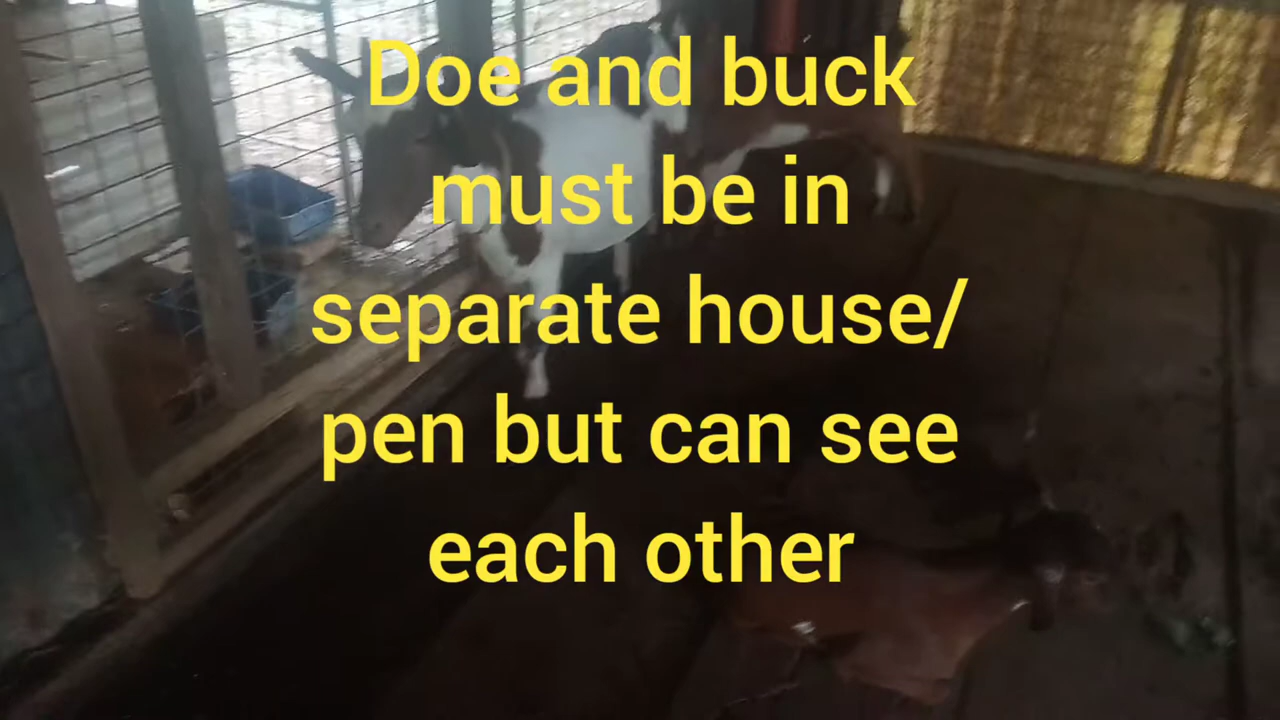 Doe and buck
must be in
separate house/
pen but can see
each other